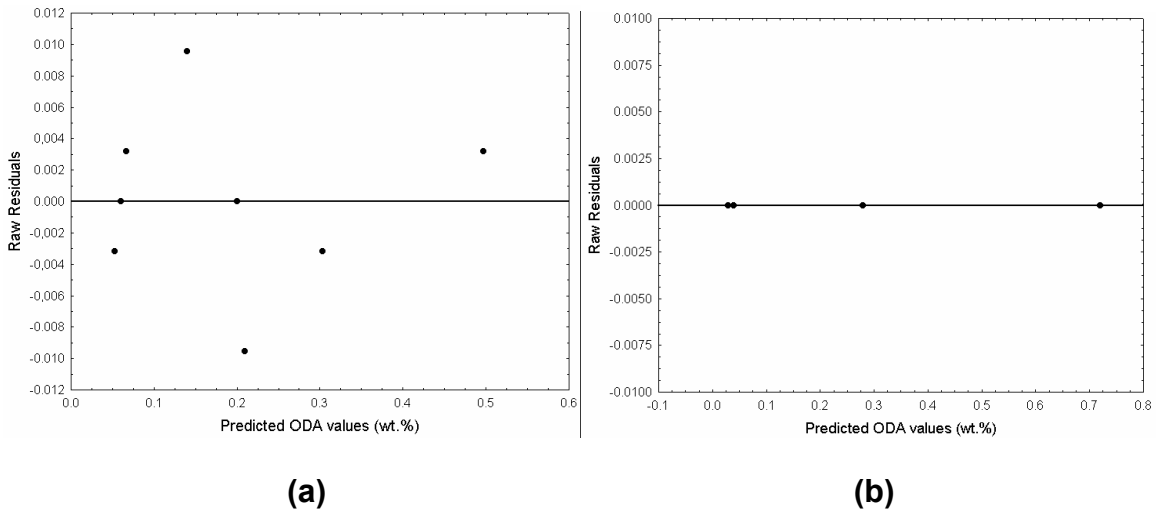 0.012
0.010
0.008
0,006
0,004
0.002
0.000
-0,002
-0,004
-0,006
-0.008
-0.010
-0.012
Raw Residuals
0.0 0.1 0.2 0.3 0.4 0.5 0.6
Predicted ODA values (wt.%)
(a)
0.0100
0.0075
0.0050
0.0025
0.0000
-0.0025
-0.0050
-0.0075
-0.0100
Raw Residuals
-0.1 0.0 0.1 0.2 0.3 0.4 0.5 0.6 0.7 0.8
Predicted ODA values (wt.%)
(b)